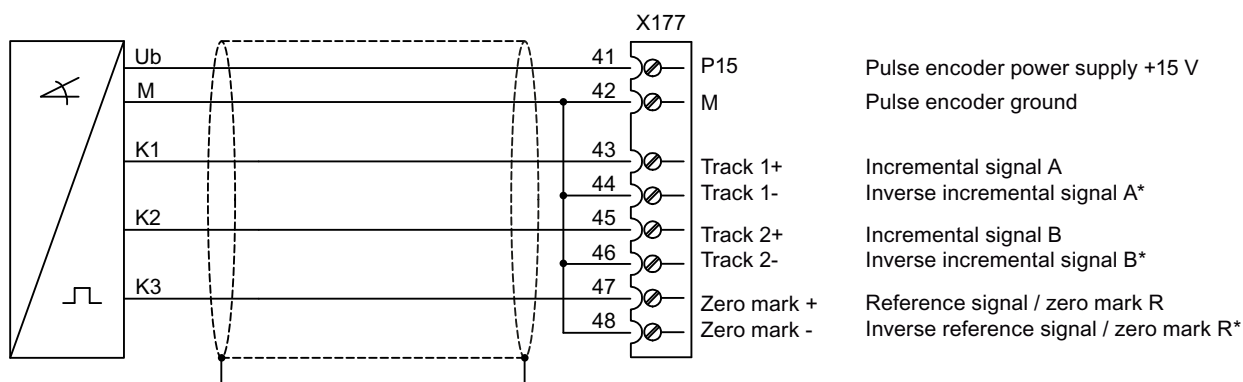 X177
Ub 41 P15 Pulse encoder power supply +15 V
M 42 M Pulse encoder ground
K1 43 Track 1+ Incremental signal A
44 Track 1- Inverse incremental signal A*
K2 45 Track 2+ Incremental signal B
46 Track 2- Inverse incremental signal B*
K3 47 Zero mark + Reference signal / zero mark R
48 Zero mark - Inverse reference signal / zero mark R*